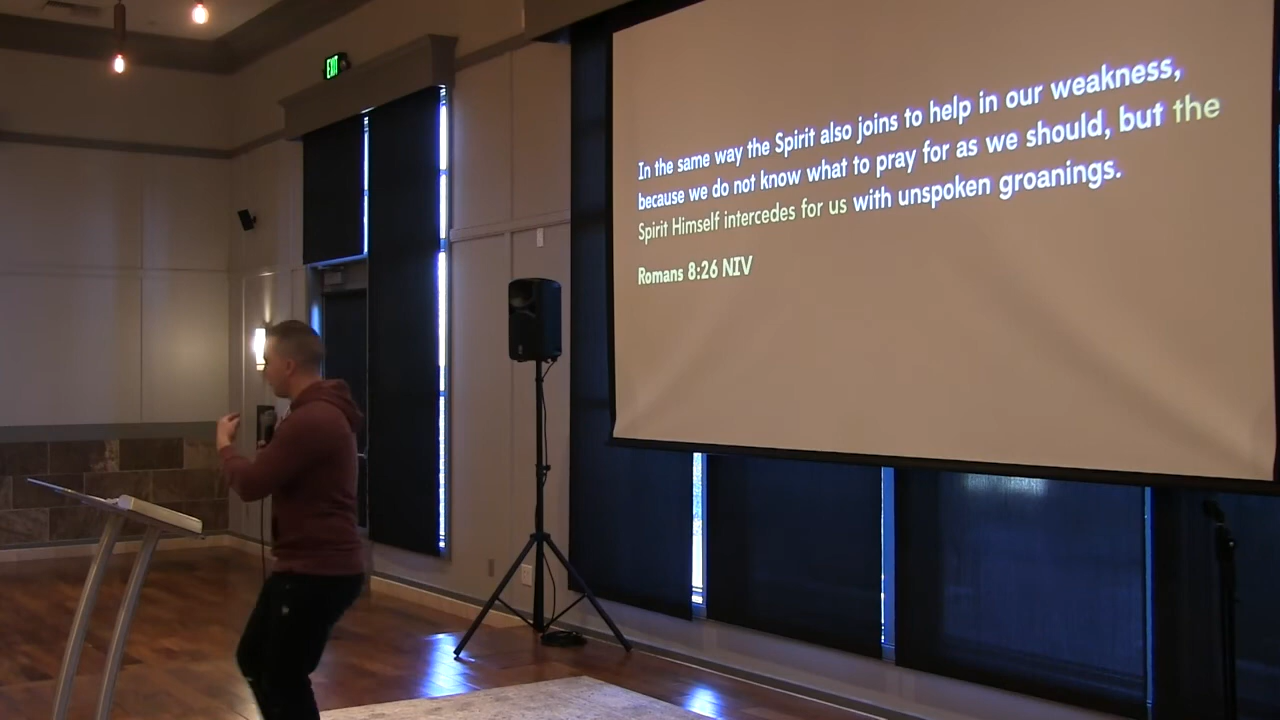 EXIT
In the same way the Spirit also joins to help in our weakness,
because we do not know what to pray for as we should, but the
Spirit Himself intercedes for us with unspoken groanings.
Romans 8:26 NIV